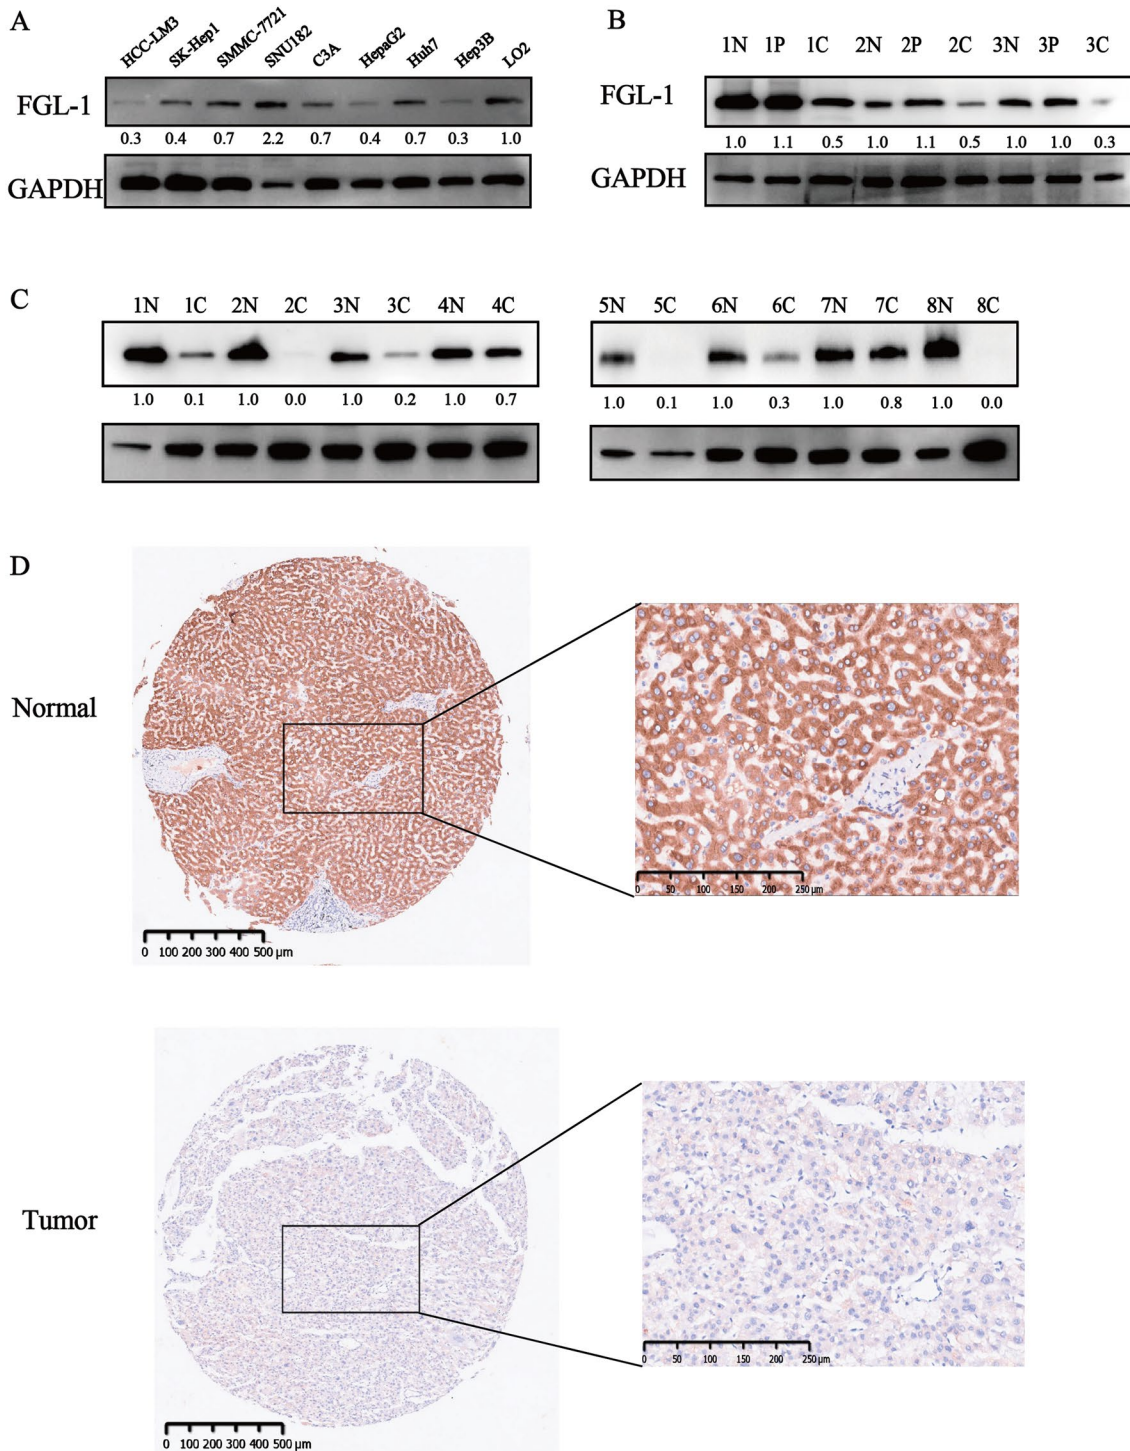 A
HCC-LM3 SK-Hep1 SMMC-7721 SNU182 C3A HepaG2 Huh7 Hep3B LO2
FGL-1
0.3 0.4 0.7 2.2 0.7 0.4 0.7 0.3 1.0
GAPDH
B
1N 1P 1C 2N 2P 2C 3N 3P 3C
FGL-1
1.0 1.1 0.5 1.0 1.1 0.5 1.0 1.0 0.3
GAPDH
C
1N 1C 2N 2C 3N 3C 4N 4C
1.0 0.1 1.0 0.0 1.0 0.2 1.0 0.7
5N 5C 6N 6C 7N 7C 8N 8C
1.0 0.1 1.0 0.3 1.0 0.8 1.0 0.0
D
Normal
0 100 200 300 400 500 µm
0 50 100 150 200 250 µm
Tumor
0 100 200 300 400 500 µm
0 50 100 150 200 250 µm